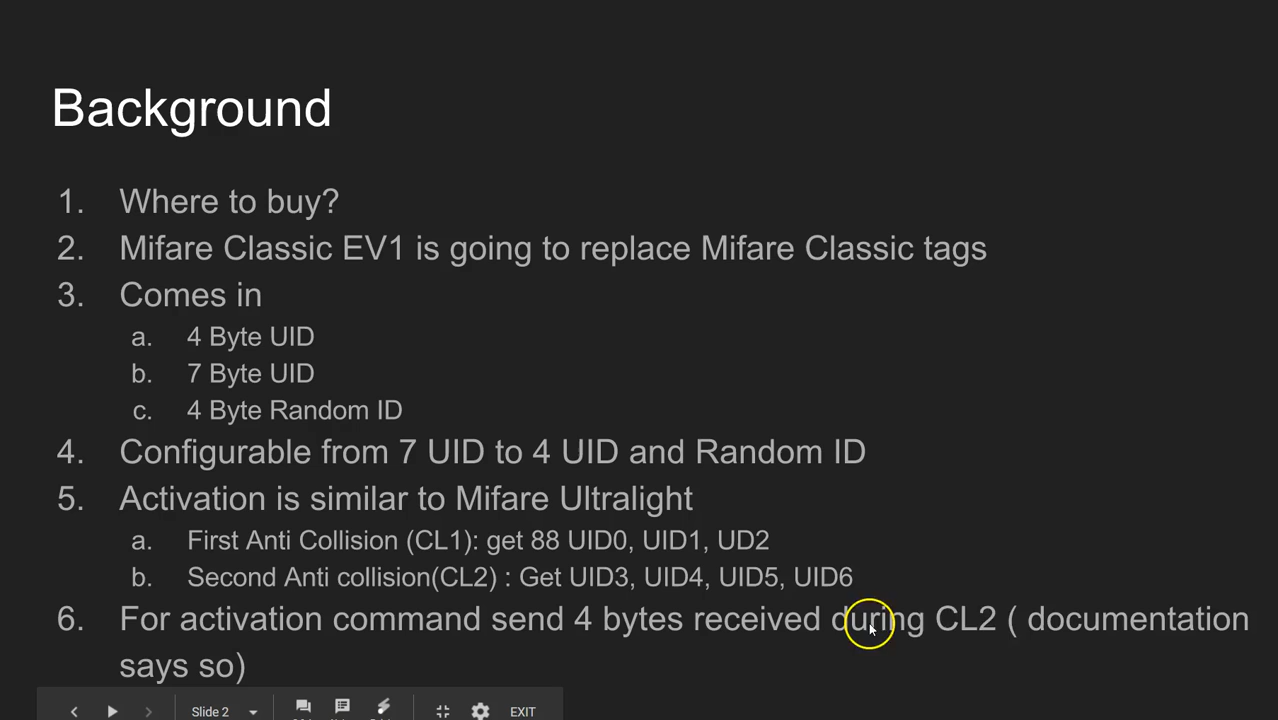 Background
1. Where to buy?
2. Mifare Classic EV1 is going to replace Mifare Classic tags
3. Comes in
a. 4 Byte UID
b. 7 Byte UID
c. 4 Byte Random ID
4. Configurable from 7 UID to 4 UID and Random ID
5. Activation is similar to Mifare Ultralight
a. First Anti Collision (CL1): get 88 UID0, UID1, UD2
b. Second Anti collision(CL2) : Get UID3, UID4, UID5, UID6
6. For activation command send 4 bytes received during CL2 ( documentation
says so)
Slide 2 EXIT